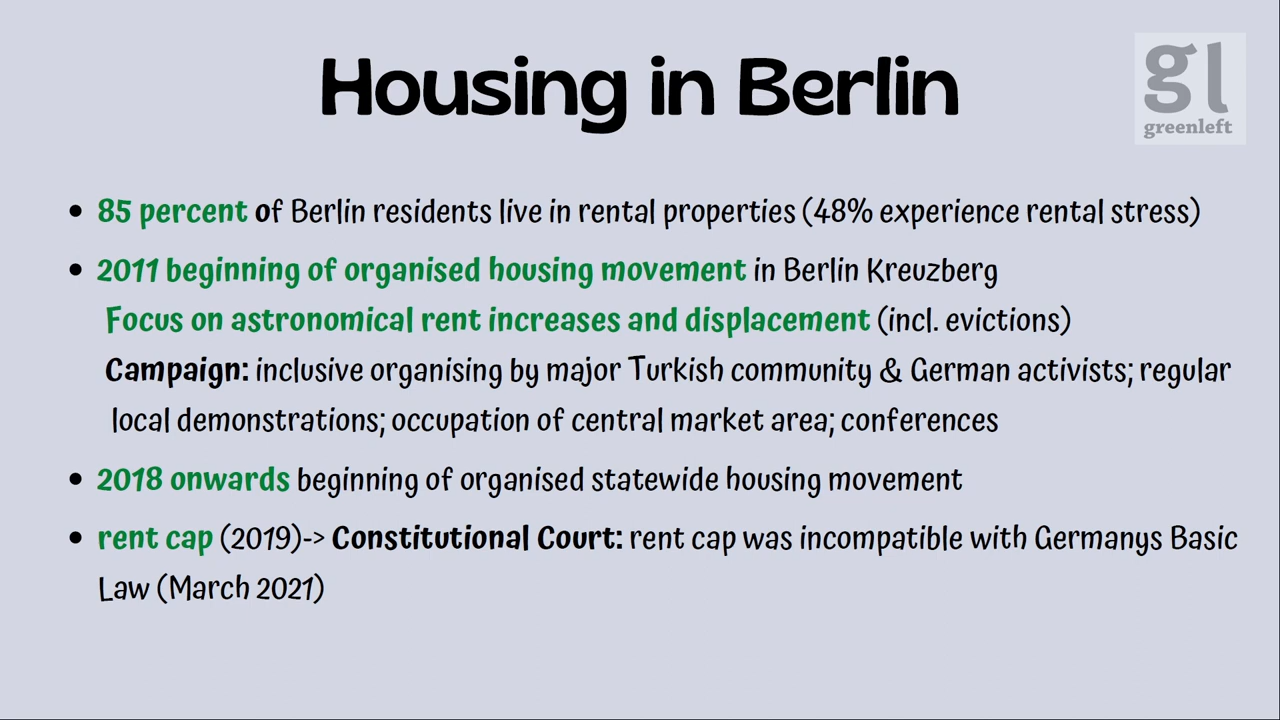 Housing in Berlin
gl
greenleft
• 85 percent of Berlin residents live in rental properties (48% experience rental stress)
• 2011 beginning of organised housing movement in Berlin Kreuzberg
Focus on astronomical rent increases and displacement (incl. evictions)
Campaign: inclusive organising by major Turkish community & German activists; regular
local demonstrations; occupation of central market area; conferences
• 2018 onwards beginning of organised statewide housing movement
• rent cap (2019)-> Constitutional Court: rent cap was incompatible with Germanys Basic
Law (March 2021)